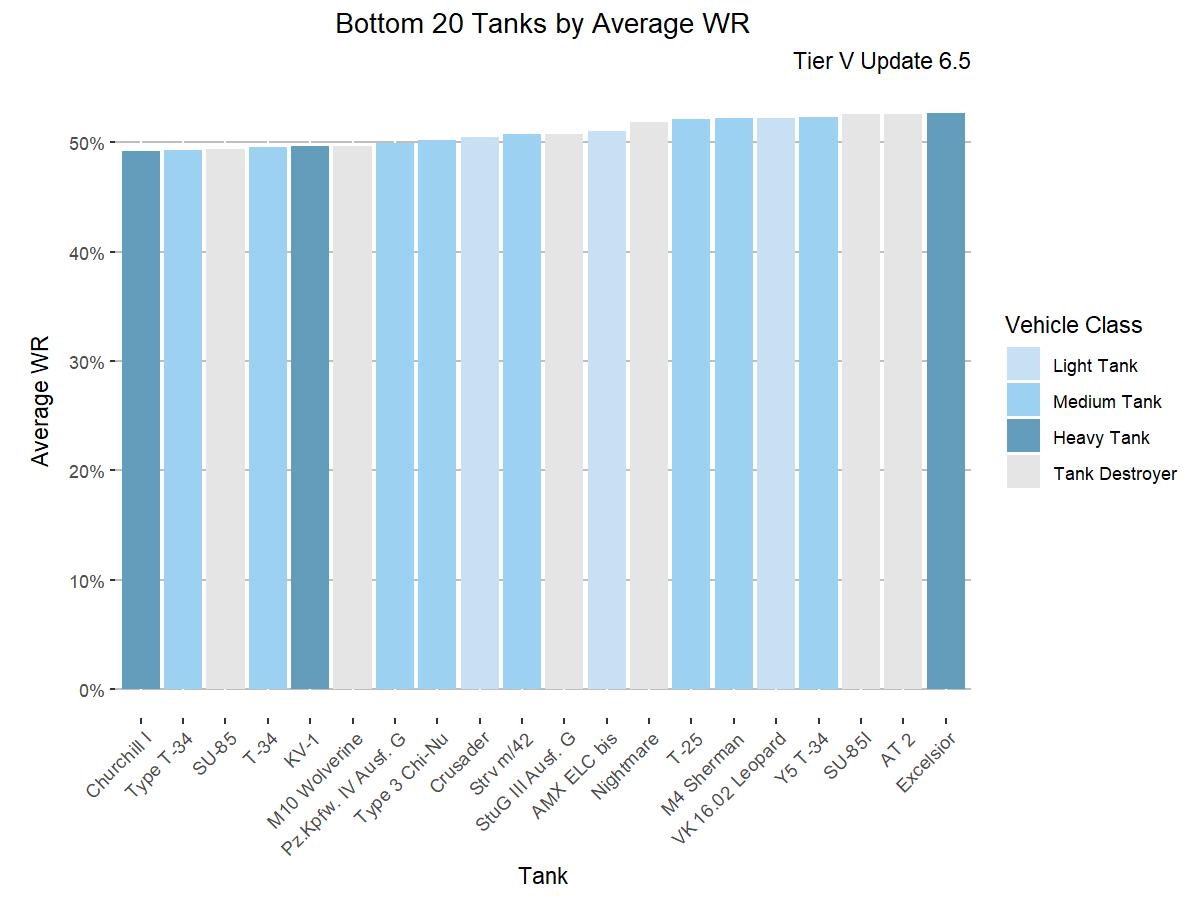 Bottom 20 Tanks by Average WR
Tier V Update 6.5
Average WR
50%
40%
30%
20%
10%
0%
Churchill I
Type T-34
SU-85
T-34
KV-1
M10 Wolverine
Pz.Kpfw. IV Ausf. G
Type 3 Chi-Nu
Crusader
Strv m/42
StuG III Ausf. G
AMX ELC bis
Nightmare
T-25
M4 Sherman
VK 16.02 Leopard
Y5 T-34
SU-85I
AT 2
Excelsior
Tank
Vehicle Class
Light Tank
Medium Tank
Heavy Tank
Tank Destroyer